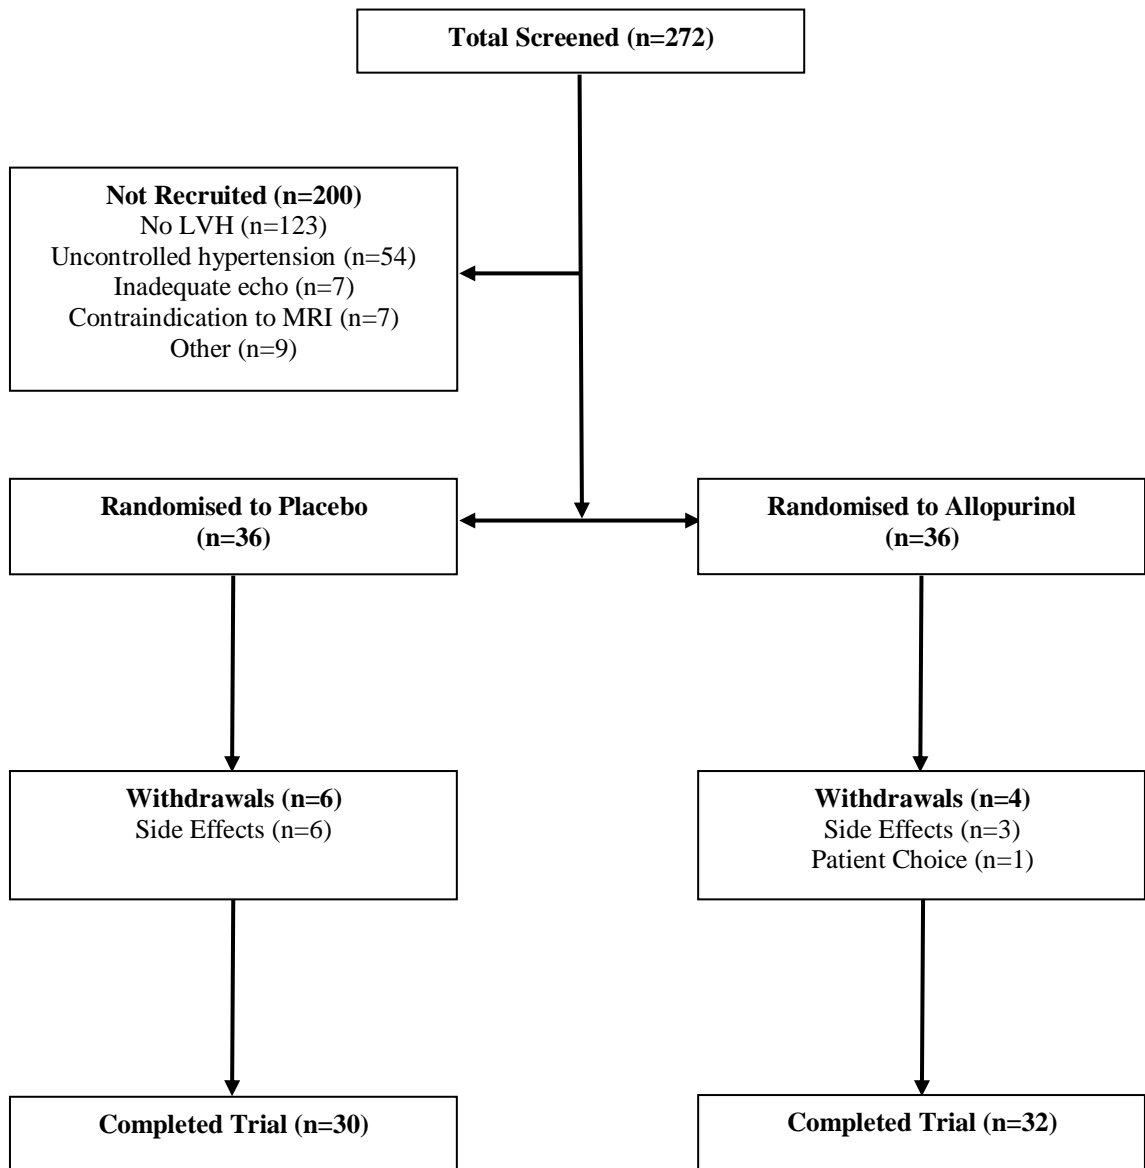 Total Screened (n=272)
Not Recruited (n=200)
No LVH (n=123)
Uncontrolled hypertension (n=54)
Inadequate echo (n=7)
Contraindication to MRI (n=7)
Other (n=9)
Randomised to Placebo
(n=36)
Randomised to Allopurinol
(n=36)
Withdrawals (n=6)
Side Effects (n=6)
Withdrawals (n=4)
Side Effects (n=3)
Patient Choice (n=1)
Completed Trial (n=30)
Completed Trial (n=32)